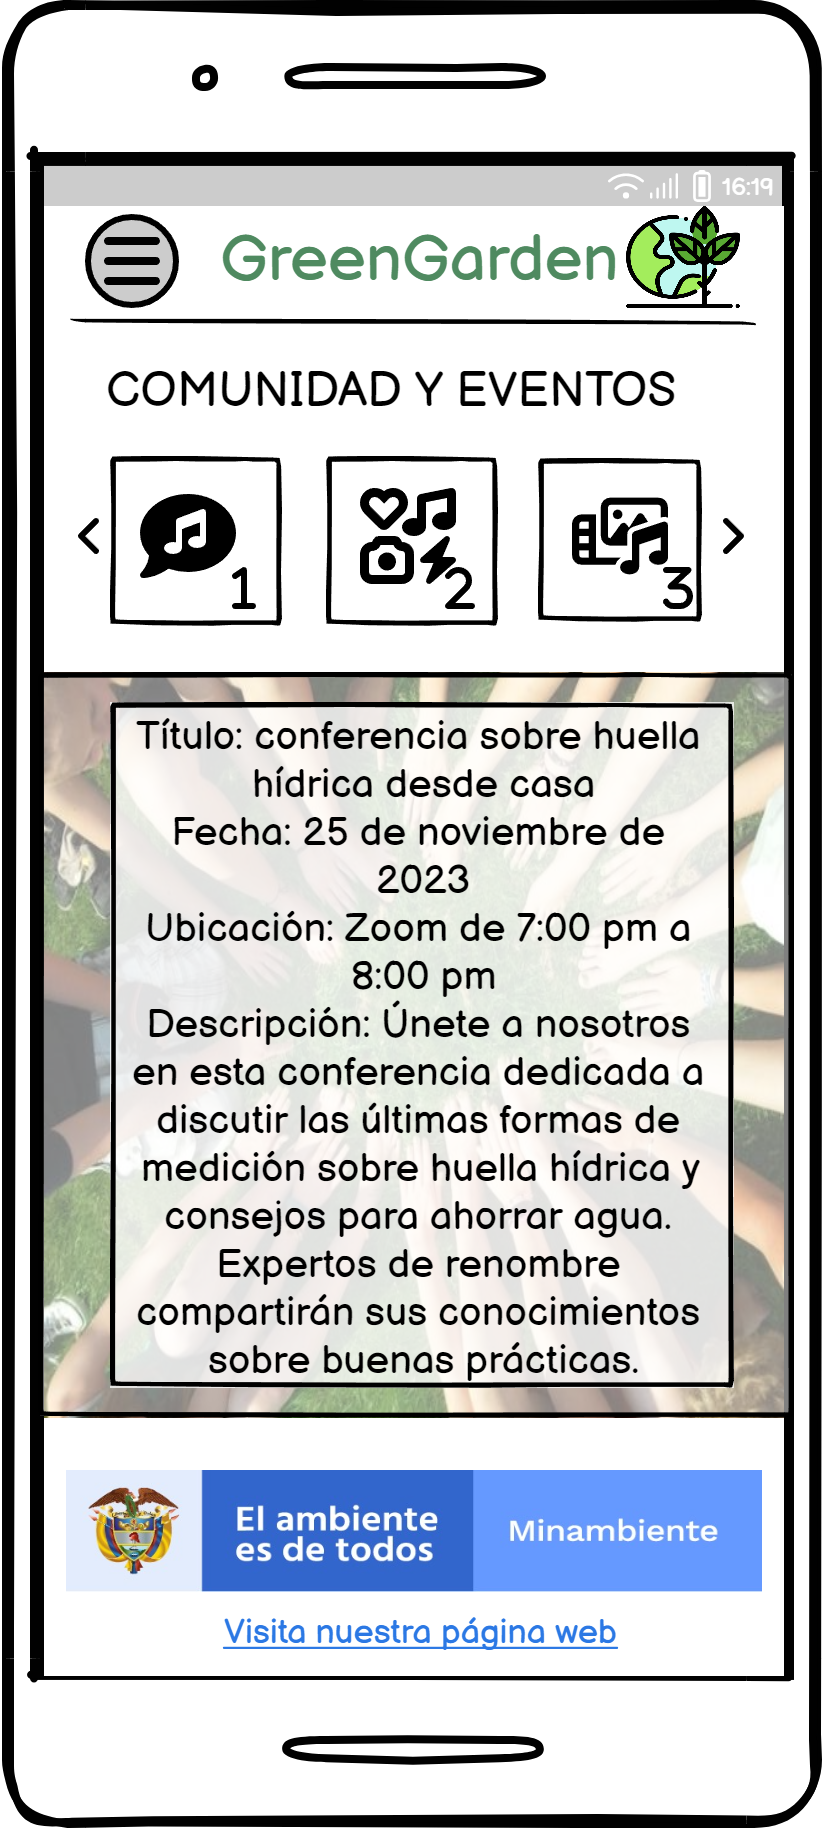 16:19
GreenGarden
COMUNIDAD Y EVENTOS
1
2
3
Título: conferencia sobre huella
hídrica desde casa
Fecha: 25 de noviembre de
2023
Ubicación: Zoom de 7:00 pm a
8:00 pm
Descripción: Únete a nosotros
en esta conferencia dedicada a
discutir las últimas formas de
medición sobre huella hídrica y
consejos para ahorrar agua.
Expertos de renombre
compartirán sus conocimientos
sobre buenas prácticas.
El ambiente
es de todos
Minambiente
Visita nuestra página web